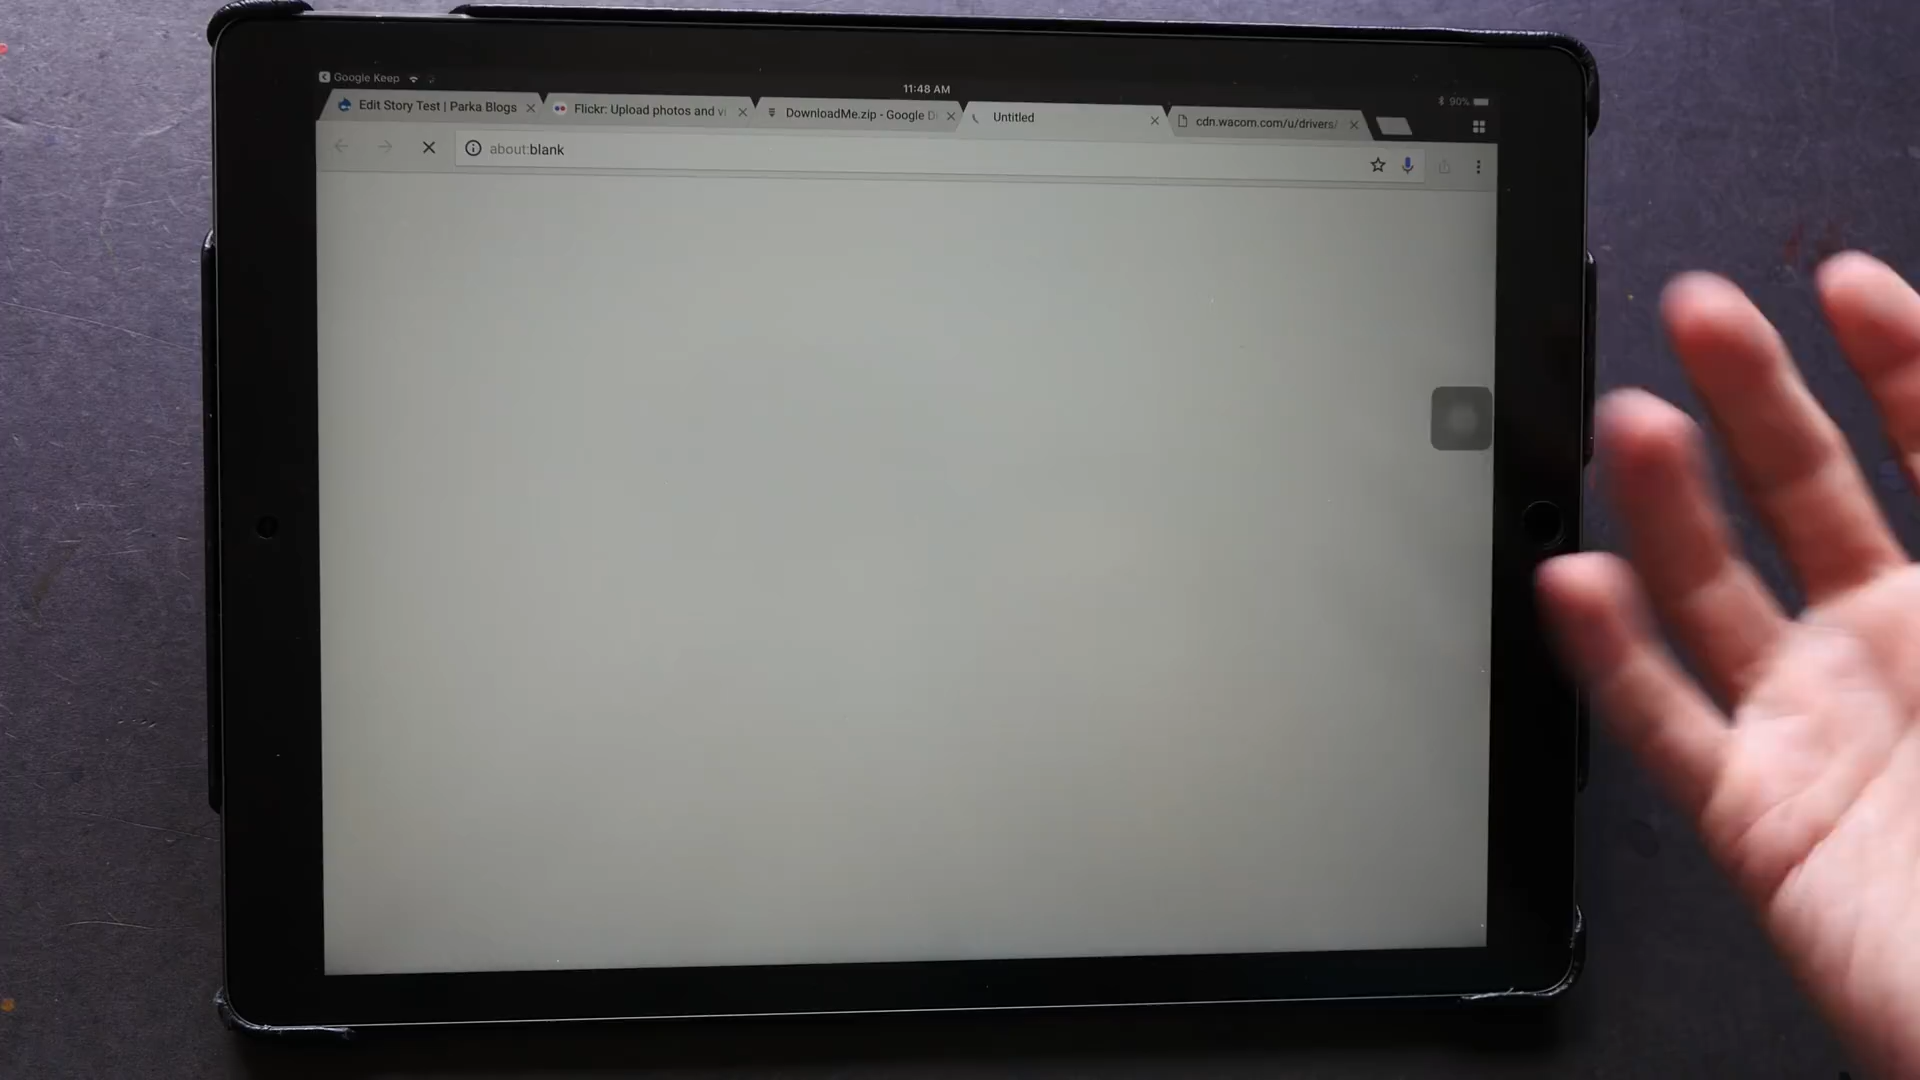 Google Keep
11:48 AM
90%
Edit Story Test | Parka Blogs
Flickr: Upload photos and vi
DownloadMe.zip - Google D
Untitled
cdn.wacom.com/u/drivers/
about:blank